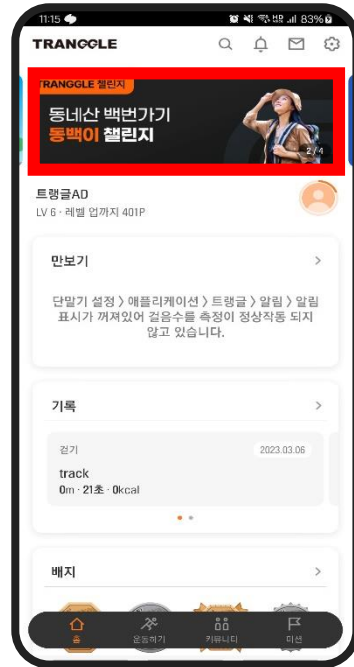 11:15
83%
TRANGGLE
TRANGGLE 챌린지
동네산 백번가기
동백이 챌린지
2/4
트랭글AD
LV 6 · 레벨 업까지 401P
만보기
단말기 설정 > 애플리케이션 > 트랭글 > 알림 > 알림
표시가 꺼져있어 걸음수를 측정이 정상작동 되지
않고 있습니다.
기록
걷기
2023.03.06
track
0m · 21초 · 0kcal
배지
홈
운동하기
커뮤니티
미션